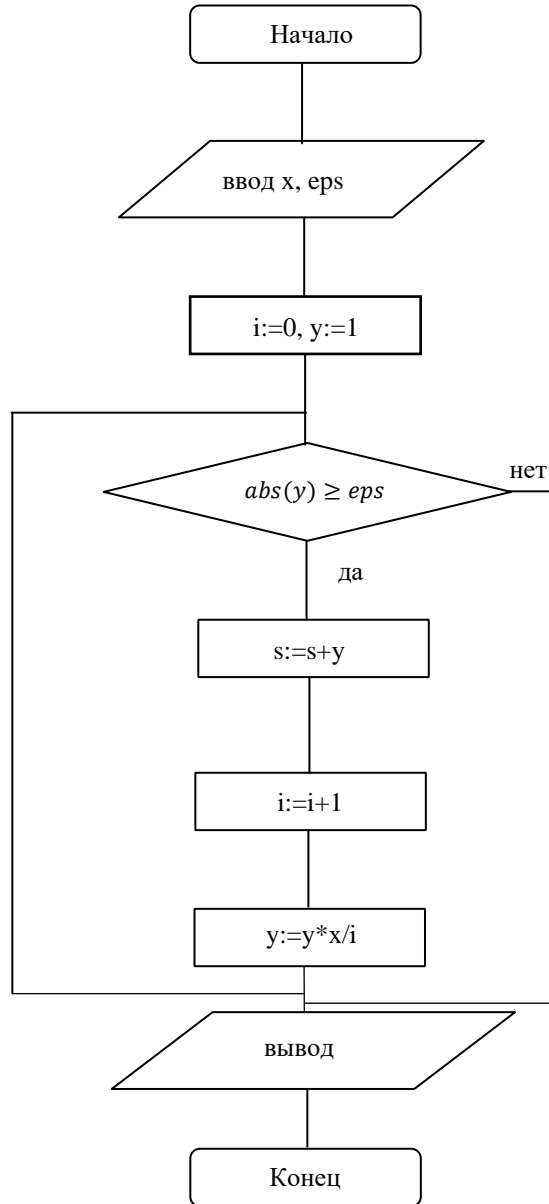 Начало
ввод x, eps
i:=0, y:=1
abs(y) ≥ eps
нет
да
s:=s+y
i:=i+1
y:=y*x/i
вывод
Конец